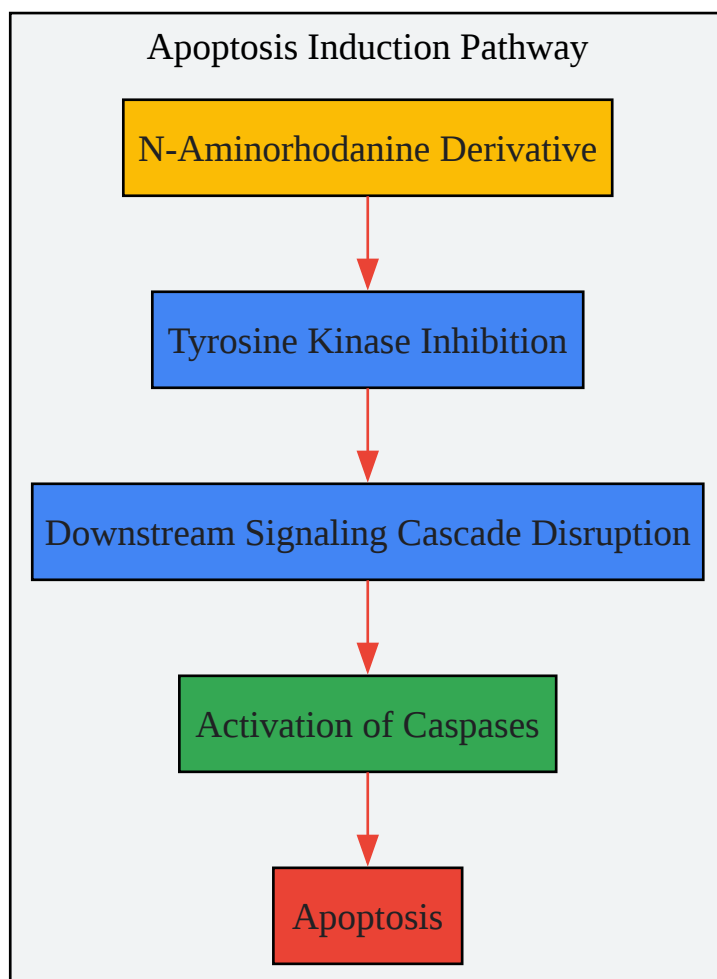 Apoptosis Induction Pathway
N-Aminorhodanine Derivative
Tyrosine Kinase Inhibition
Downstream Signaling Cascade Disruption
Activation of Caspases
Apoptosis